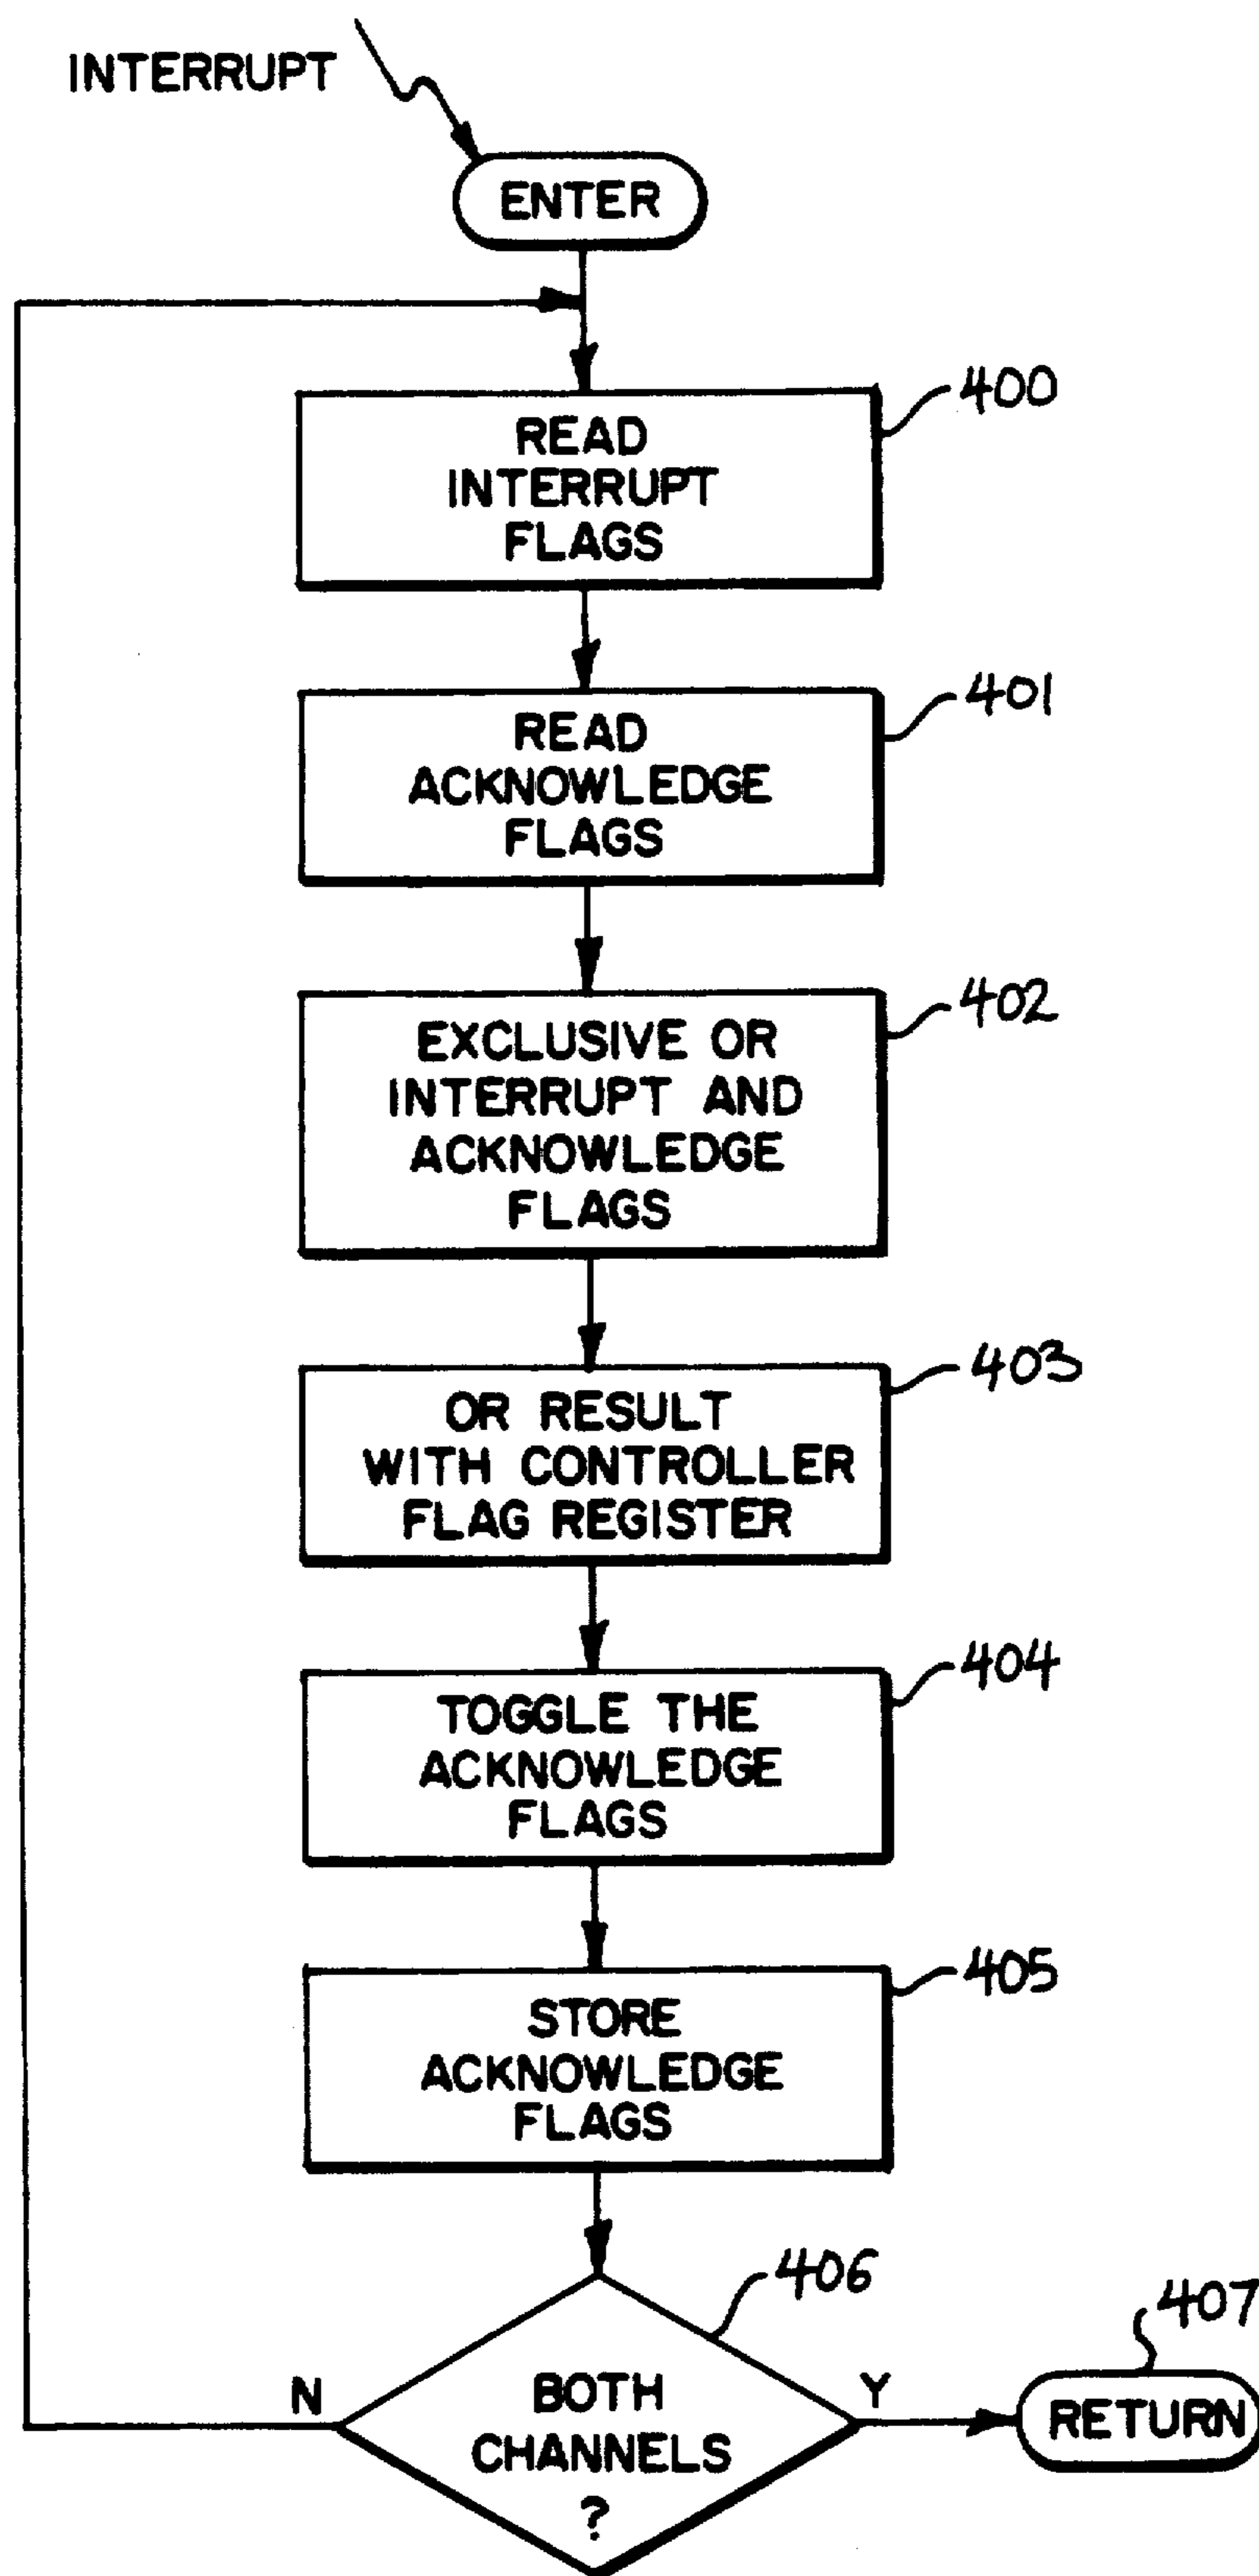 INTERRUPT
ENTER
400
READ
INTERRUPT
FLAGS
401
READ
ACKNOWLEDGE
FLAGS
402
EXCLUSIVE OR
INTERRUPT AND
ACKNOWLEDGE
FLAGS
403
OR RESULT
WITH CONTROLLER
FLAG REGISTER
404
TOGGLE THE
ACKNOWLEDGE
FLAGS
405
STORE
ACKNOWLEDGE
FLAGS
406
407
N
BOTH
CHANNELS
?
Y
RETURN